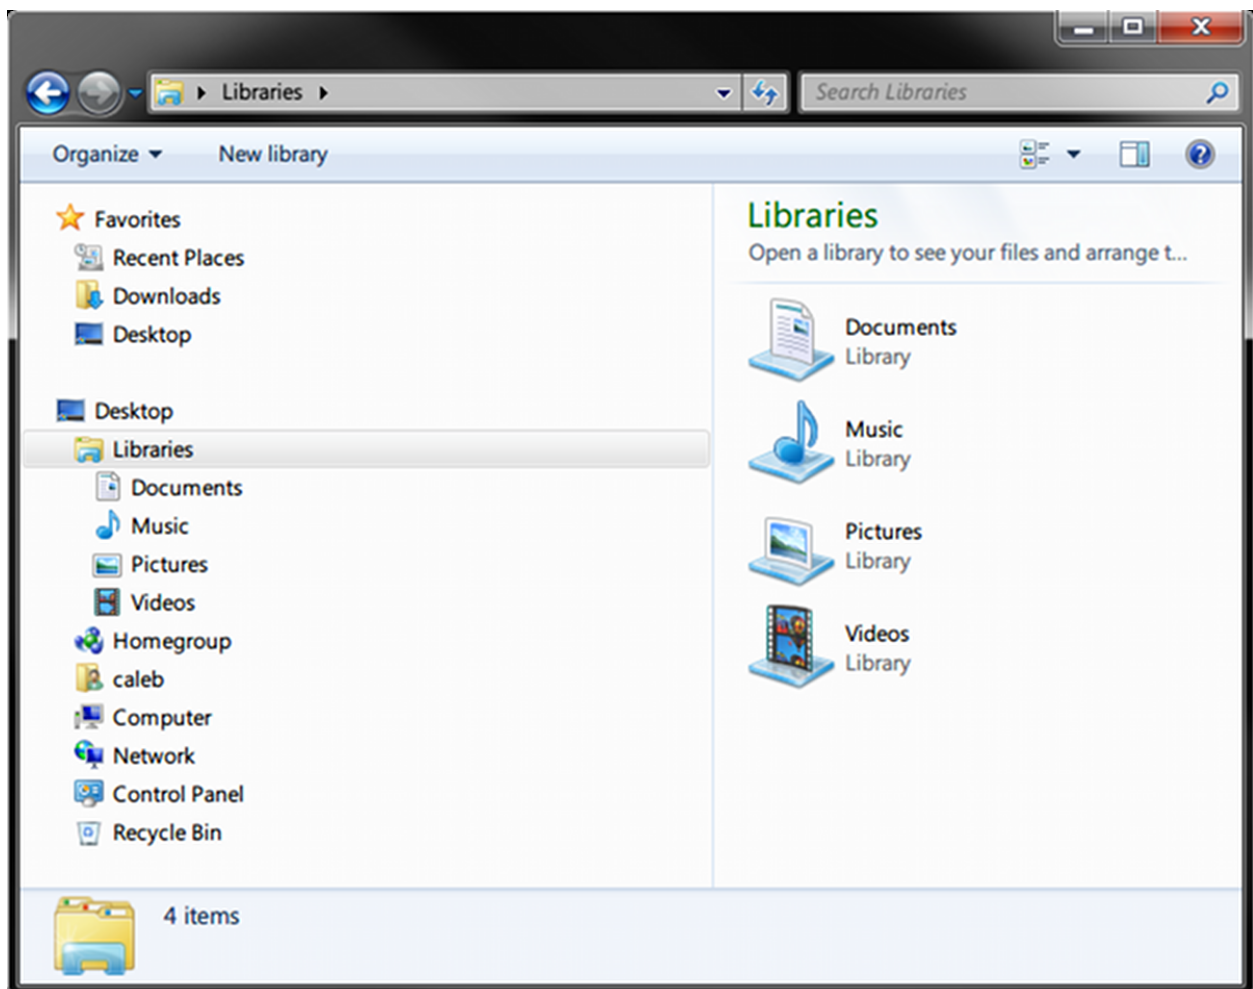 Libraries
Search Libraries
Organize
New library
Favorites
Recent Places
Downloads
Desktop
Desktop
Libraries
Documents
Music
Pictures
Videos
Homegroup
caleb
Computer
Network
Control Panel
Recycle Bin
Libraries
Open a library to see your files and arrange t...
Documents
Library
Music
Library
Pictures
Library
Videos
Library
4 items